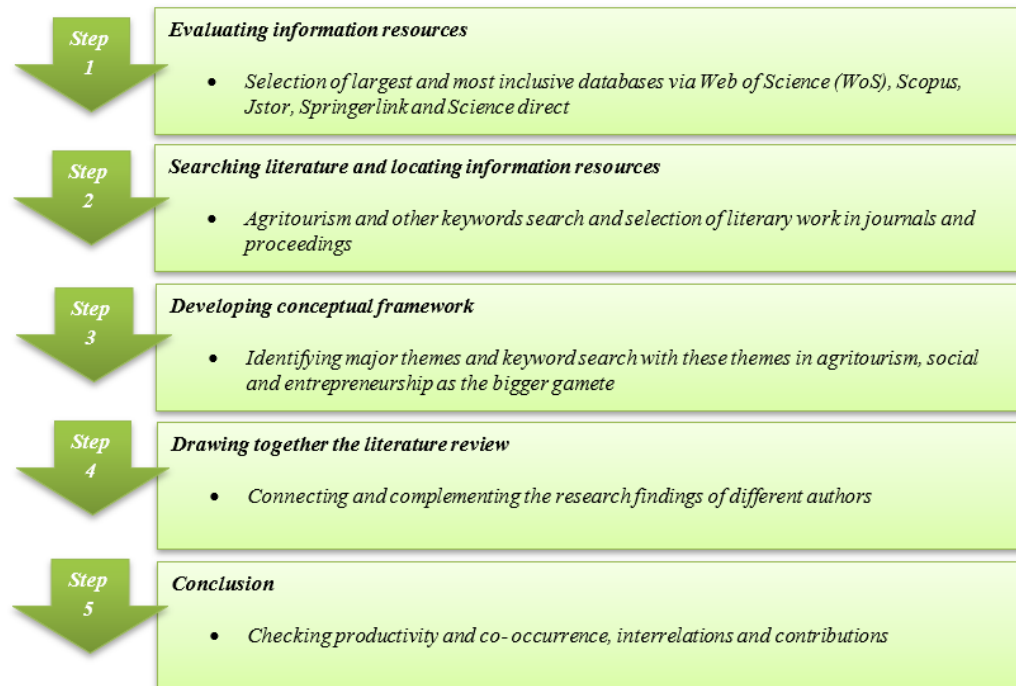 Step
1
Evaluating information resources
• Selection of largest and most inclusive databases via Web of Science (WoS), Scopus,
Jstor, Springerlink and Science direct
Step
2
Searching literature and locating information resources
• Agritourism and other keywords search and selection of literary work in journals and
proceedings
Step
3
Developing conceptual framework
• Identifying major themes and keyword search with these themes in agritourism, social
and entrepreneurship as the bigger gamete
Step
4
Drawing together the literature review
• Connecting and complementing the research findings of different authors
Step
5
Conclusion
• Checking productivity and co- occurrence, interrelations and contributions